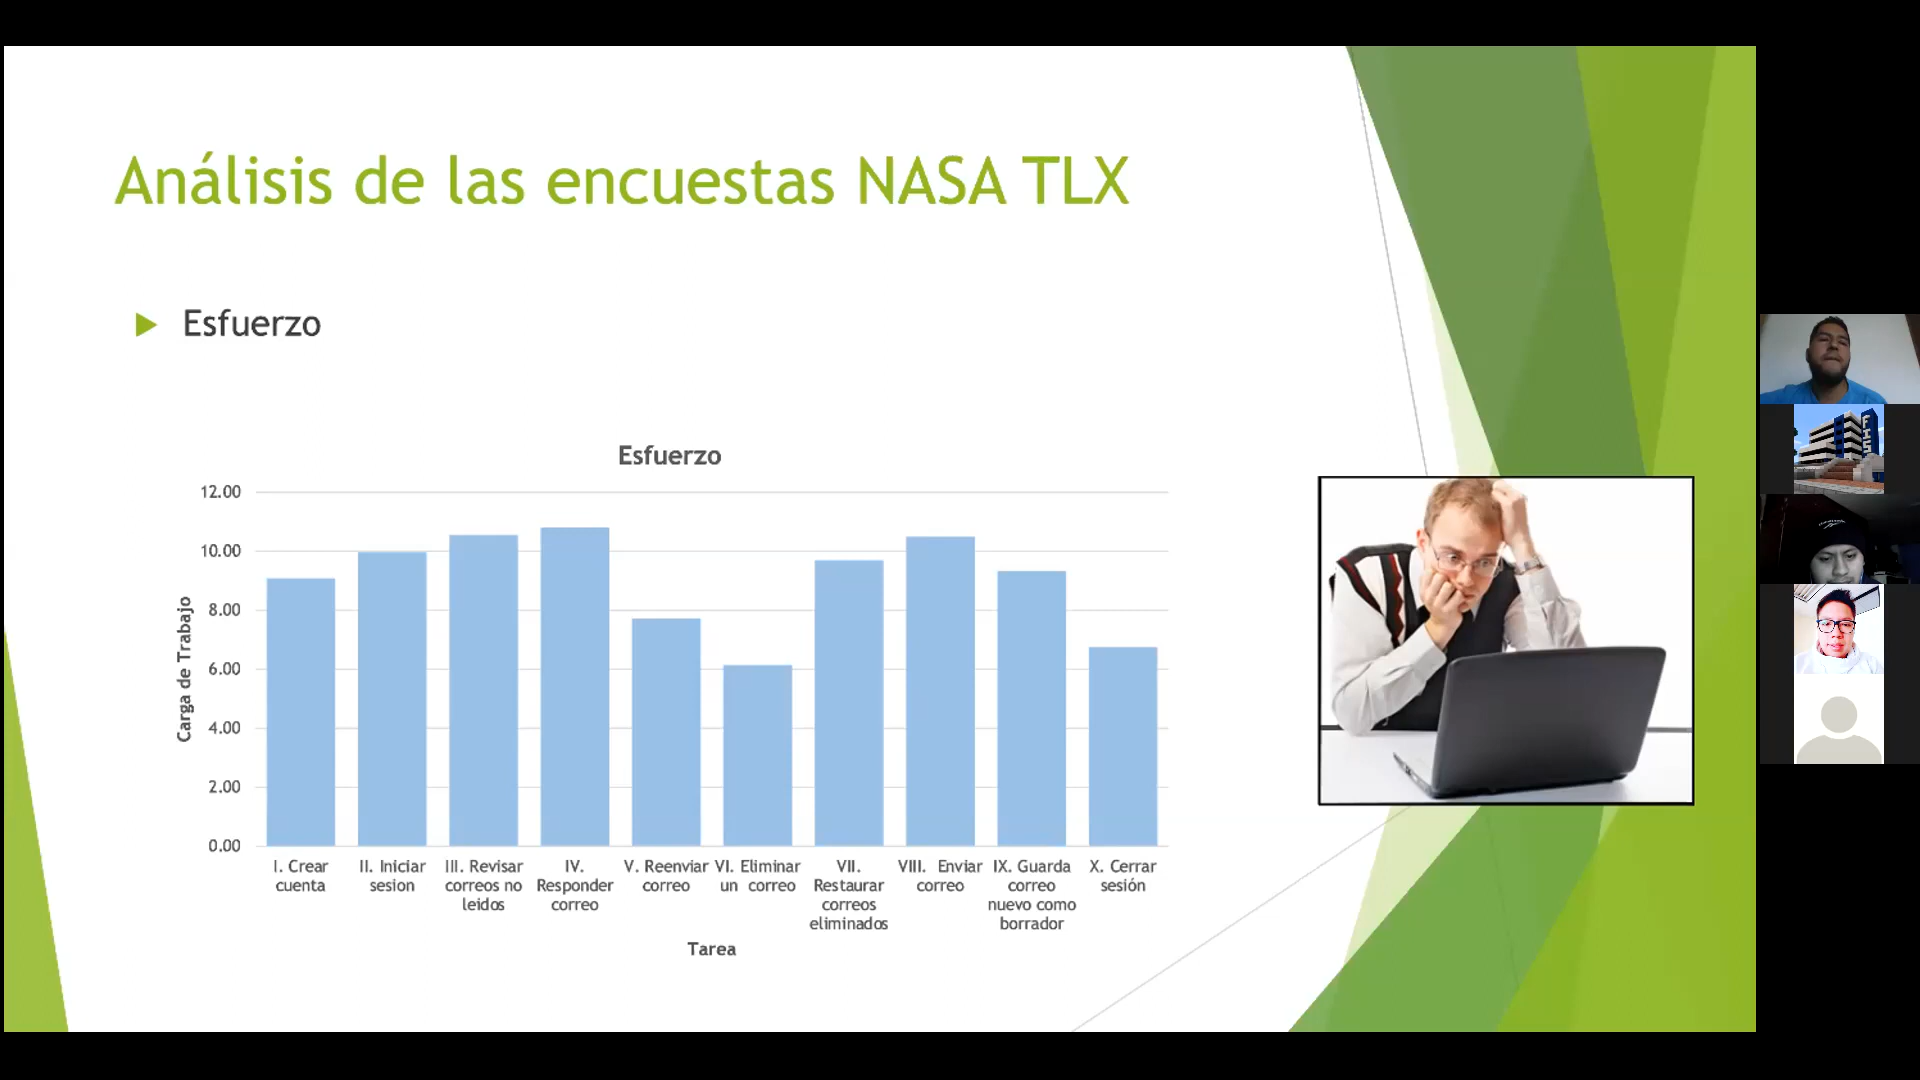 Análisis de las encuestas NASA TLX
Esfuerzo
Esfuerzo
12.00
10.00
8.00
6.00
4.00
2.00
0.00
Carga de Trabajo
I. Crear
cuenta
II. Iniciar
sesion
III. Revisar
correos no
leidos
IV.
Responder
correo
V. Reenviar
correo
VI. Eliminar
un correo
VII.
Restaurar
correos
eliminados
VIII. Enviar
correo
IX. Guarda
correo
nuevo como
borrador
X. Cerrar
sesión
Tarea